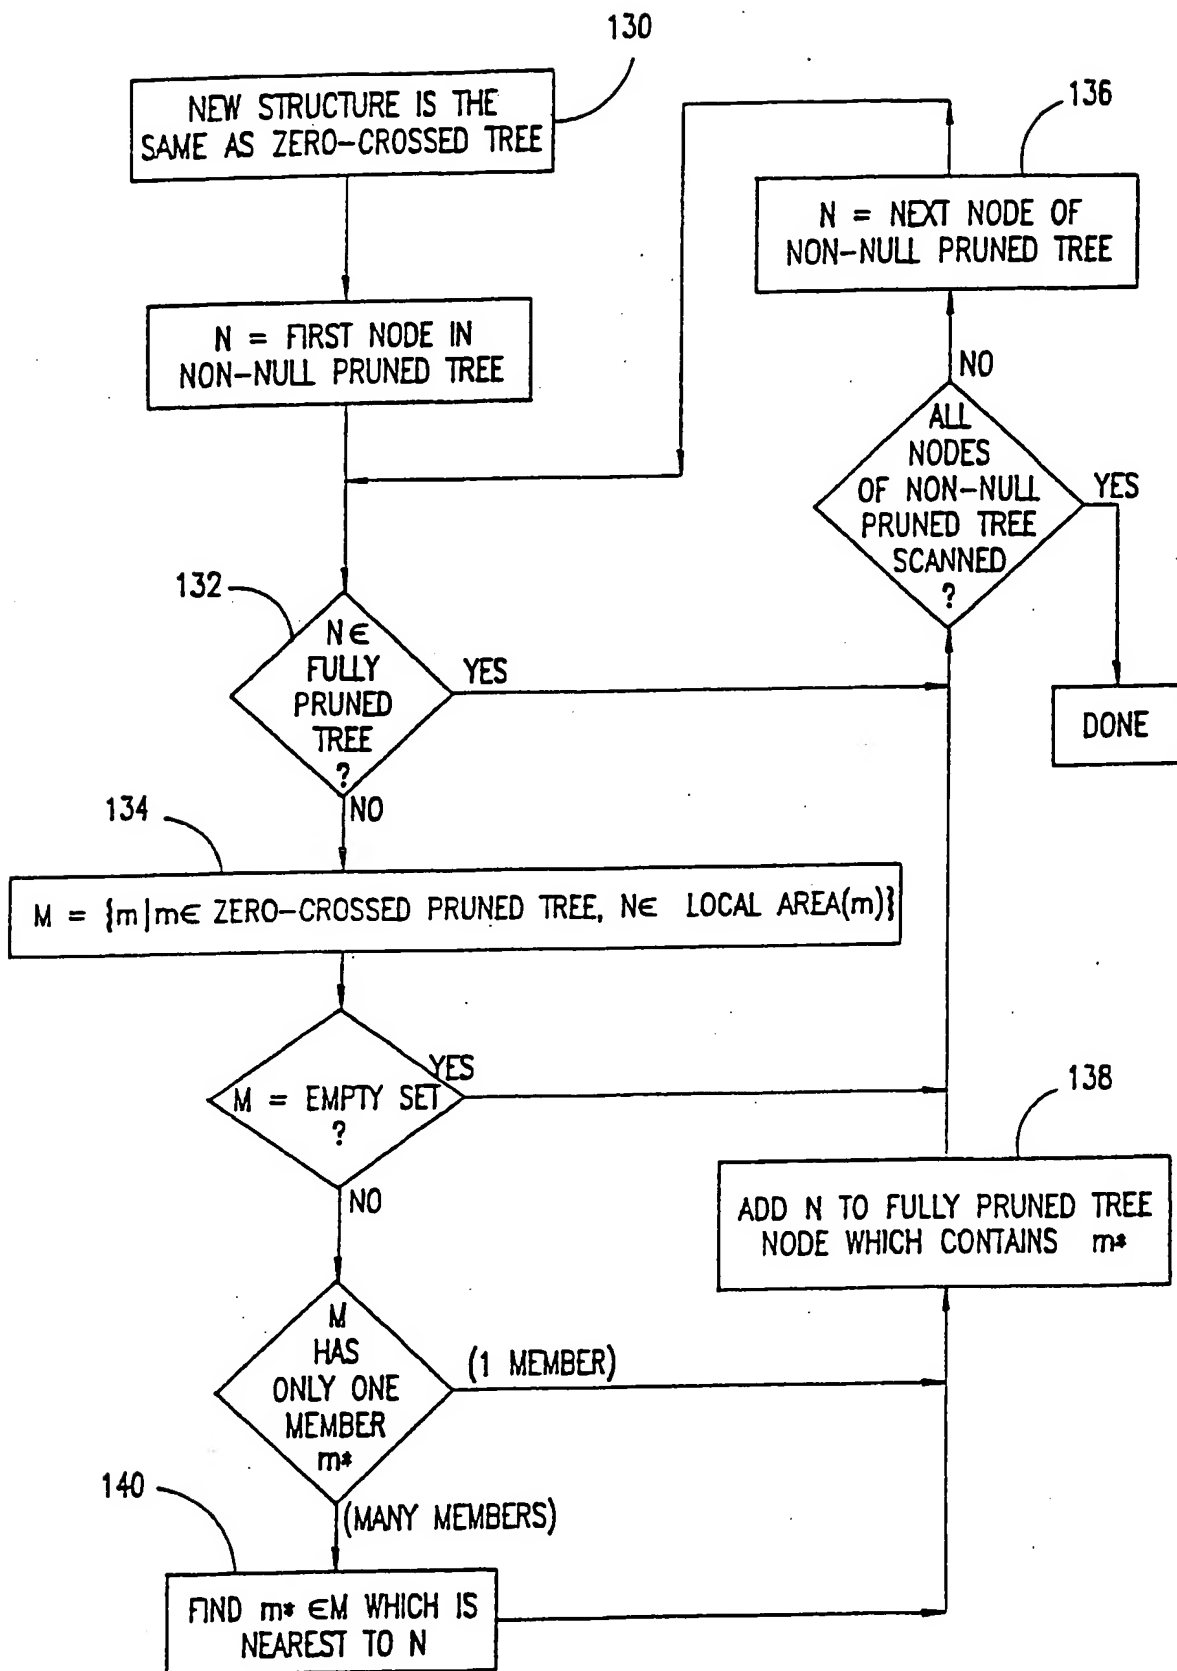 130
NEW STRUCTURE IS THE
SAME AS ZERO-CROSSED TREE
136
N = NEXT NODE OF
NON-NULL PRUNED TREE
N = FIRST NODE IN
NON-NULL PRUNED TREE
NO
ALL
NODES
OF NON-NULL
PRUNED TREE
SCANNED
?
YES
DONE
132
N∈
FULLY
PRUNED
TREE
?
YES
NO
134
M = {m|m∈ ZERO-CROSSED PRUNED TREE, N∈ LOCAL AREA(m)}
M = EMPTY SET
?
YES
NO
138
ADD N TO FULLY PRUNED TREE
NODE WHICH CONTAINS m*
M
HAS
ONLY ONE
MEMBER
m*
(1 MEMBER)
(MANY MEMBERS)
140
FIND m* ∈M WHICH IS
NEAREST TO N